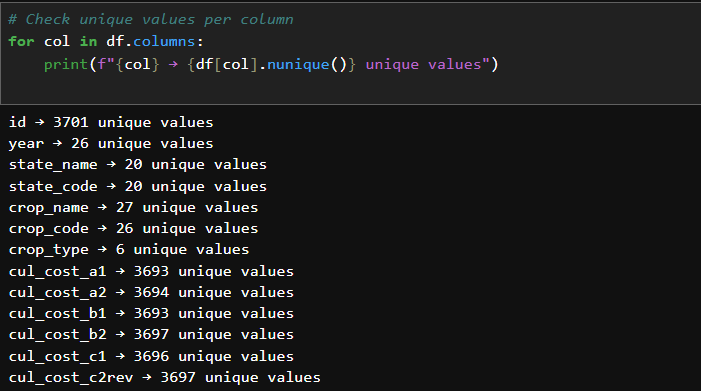 # Check unique values per column
for col in df.columns:
    print(f"{col} → {df[col].nunique()} unique values")
id → 3701 unique values
year → 26 unique values
state_name → 20 unique values
state_code → 20 unique values
crop_name → 27 unique values
crop_code → 26 unique values
crop_type → 6 unique values
cul_cost_a1 → 3693 unique values
cul_cost_a2 → 3694 unique values
cul_cost_b1 → 3693 unique values
cul_cost_b2 → 3697 unique values
cul_cost_c1 → 3696 unique values
cul_cost_c2rev → 3697 unique values